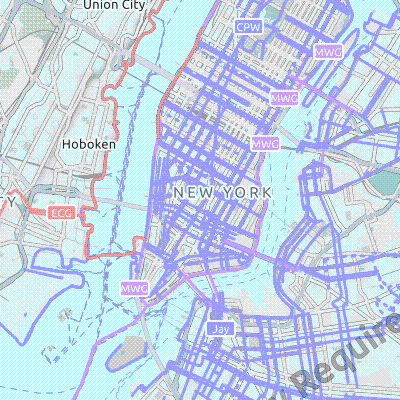 Union City
CPW
MWG
MWG
MWG
Hoboken
NEW YORK
Y
ECG
MWG
Jay
Require